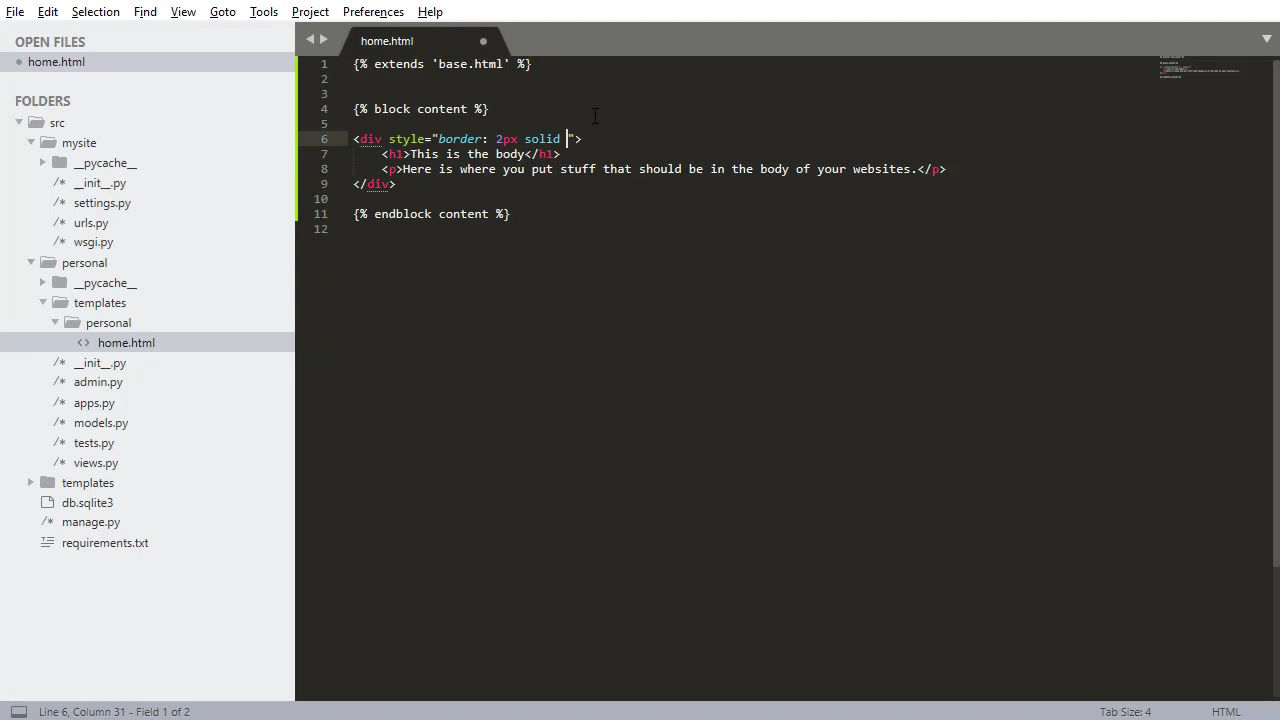 File Edit Selection Find View Goto Tools Project Preferences Help
OPEN FILES
home.html
FOLDERS
src
mysite
__pycache__
__init__.py
settings.py
urls.py
wsgi.py
personal
__pycache__
templates
personal
home.html
__init__.py
admin.py
apps.py
models.py
tests.py
views.py
templates
db.sqlite3
manage.py
requirements.txt
home.html
1 {% extends 'base.html' %}
2
3
4 {% block content %}
5
6 <div style="border: 2px solid ">
7 <h1>This is the body</h1>
8 <p>Here is where you put stuff that should be in the body of your websites.</p>
9 </div>
10
11 {% endblock content %}
12
Line 6, Column 31 - Field 1 of 2
Tab Size: 4
HTML